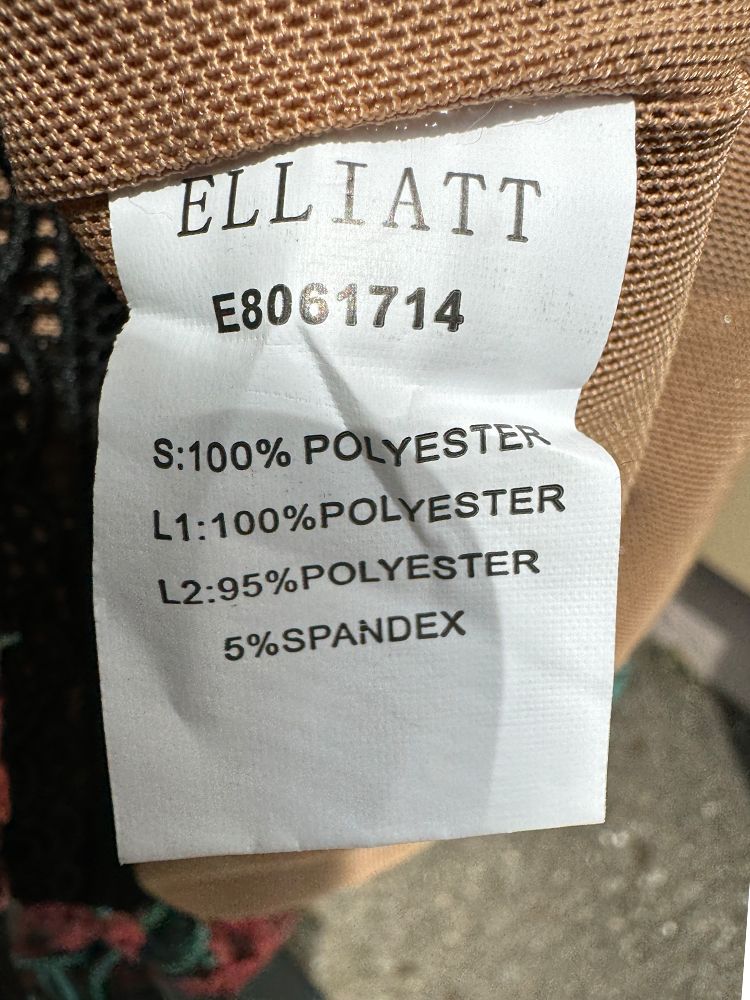 ELLIATT
E8061714
S:100% POLYESTER
L1:100%POLYESTER
L2:95%POLYESTER
5%SPANDEX